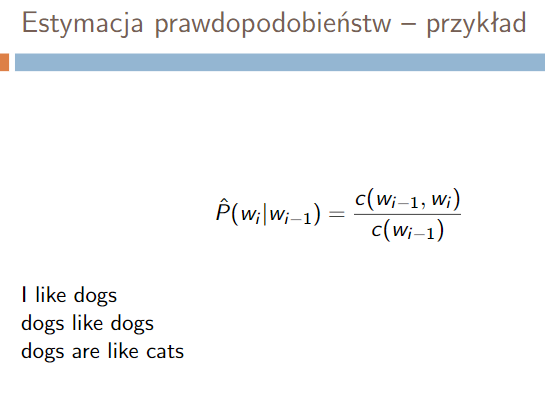 Estymacja prawdopodobieństw – przykład
P̂(wᵢ|wᵢ₋₁) = c(wᵢ₋₁, wᵢ) / c(wᵢ₋₁)
I like dogs
dogs like dogs
dogs are like cats